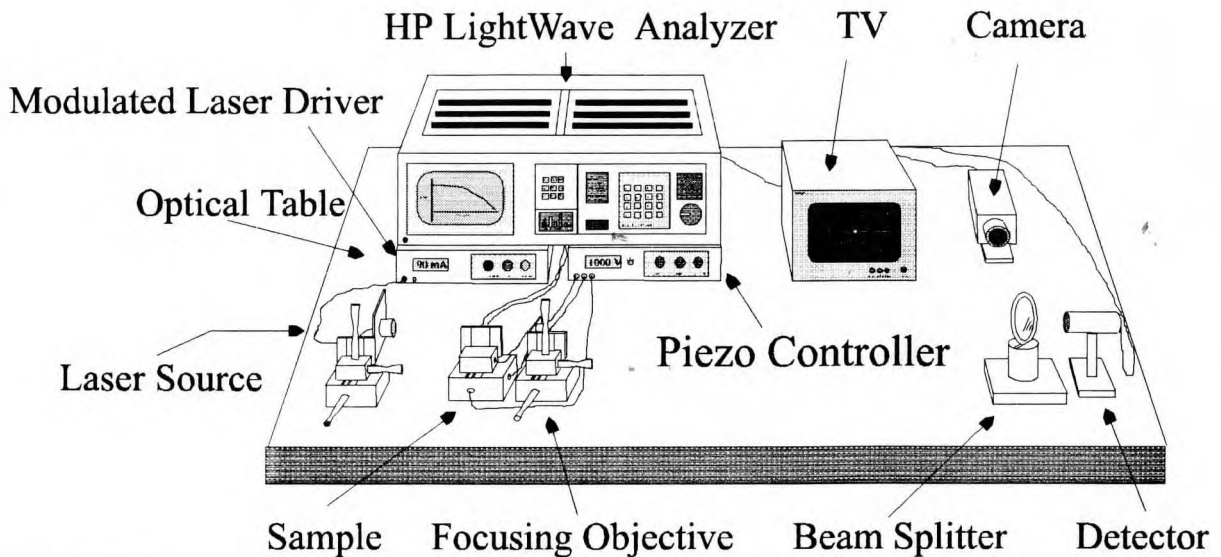 HP LightWave Analyzer
TV
Camera
Modulated Laser Driver
Optical Table
90 mA
1000 V
Laser Source
Piezo Controller
Sample
Focusing Objective
Beam Splitter
Detector